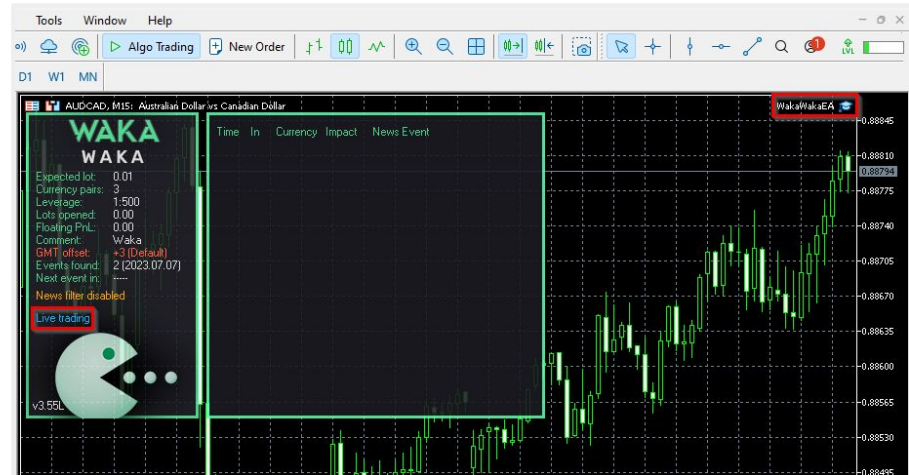 Tools Window Help
Algo Trading New Order LVL
D1 W1 MN
AUDCAD, M15: Australian Dollar vs Canadian Dollar
WakaWakaEA
WAKA
WAKA
Expected lot: 0.01
Currency pairs: 3
Leverage: 1:500
Lots opened: 0.00
Floating PnL: 0.00
Comment: Waka
GMT offset: +3 (Default)
Events found: 2 (2023.07.07)
Next event in: -----
News filter disabled
Live trading
v3.55L
Time In Currency Impact News Event
0.88845
0.88810
0.88794
0.88775
0.88740
0.88705
0.88670
0.88635
0.88600
0.88565
0.88530
0.88495